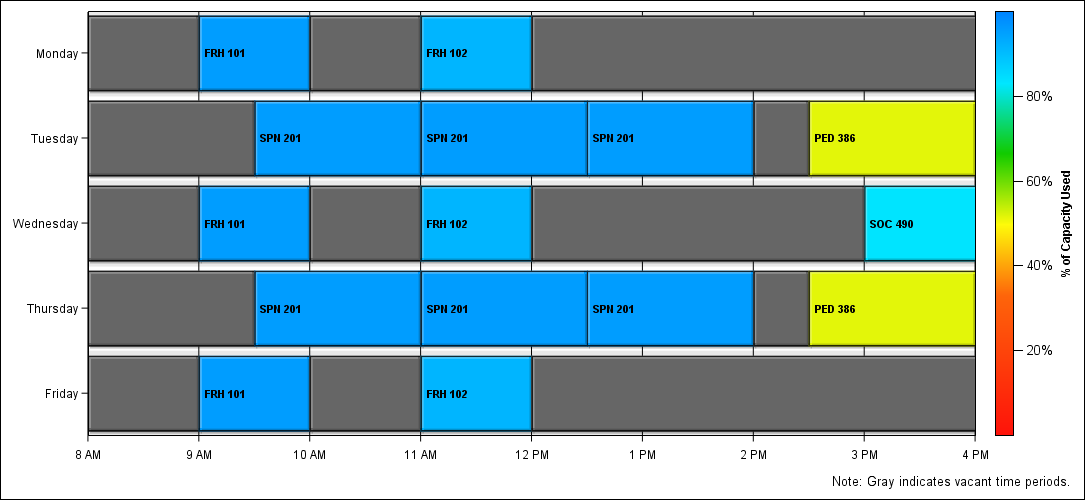 Monday
FRH 101
FRH 102
Tuesday
SPN 201
SPN 201
SPN 201
PED 386
Wednesday
FRH 101
FRH 102
SOC 490
Thursday
SPN 201
SPN 201
SPN 201
PED 386
Friday
FRH 101
FRH 102
8 AM
9 AM
10 AM
11 AM
12 PM
1 PM
2 PM
3 PM
4 PM
80%
60%
40%
20%
% of Capacity Used
Note: Gray indicates vacant time periods.